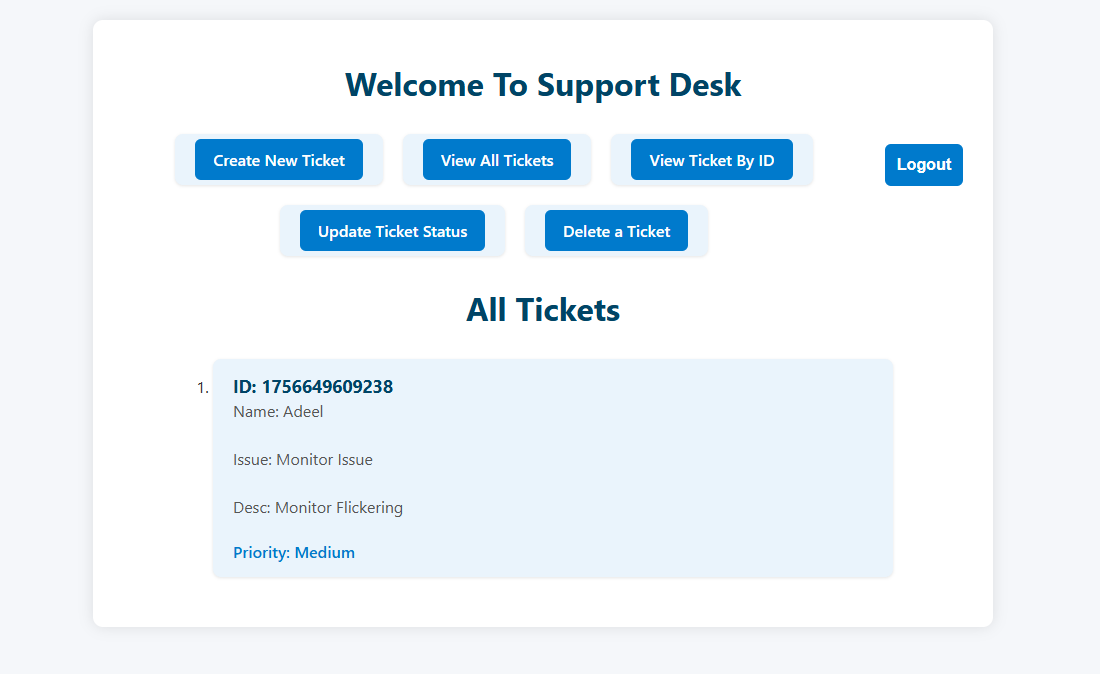 Welcome To Support Desk
Create New Ticket
View All Tickets
View Ticket By ID
Logout
Update Ticket Status
Delete a Ticket
All Tickets
1. ID: 1756649609238
Name: Adeel
Issue: Monitor Issue
Desc: Monitor Flickering
Priority: Medium